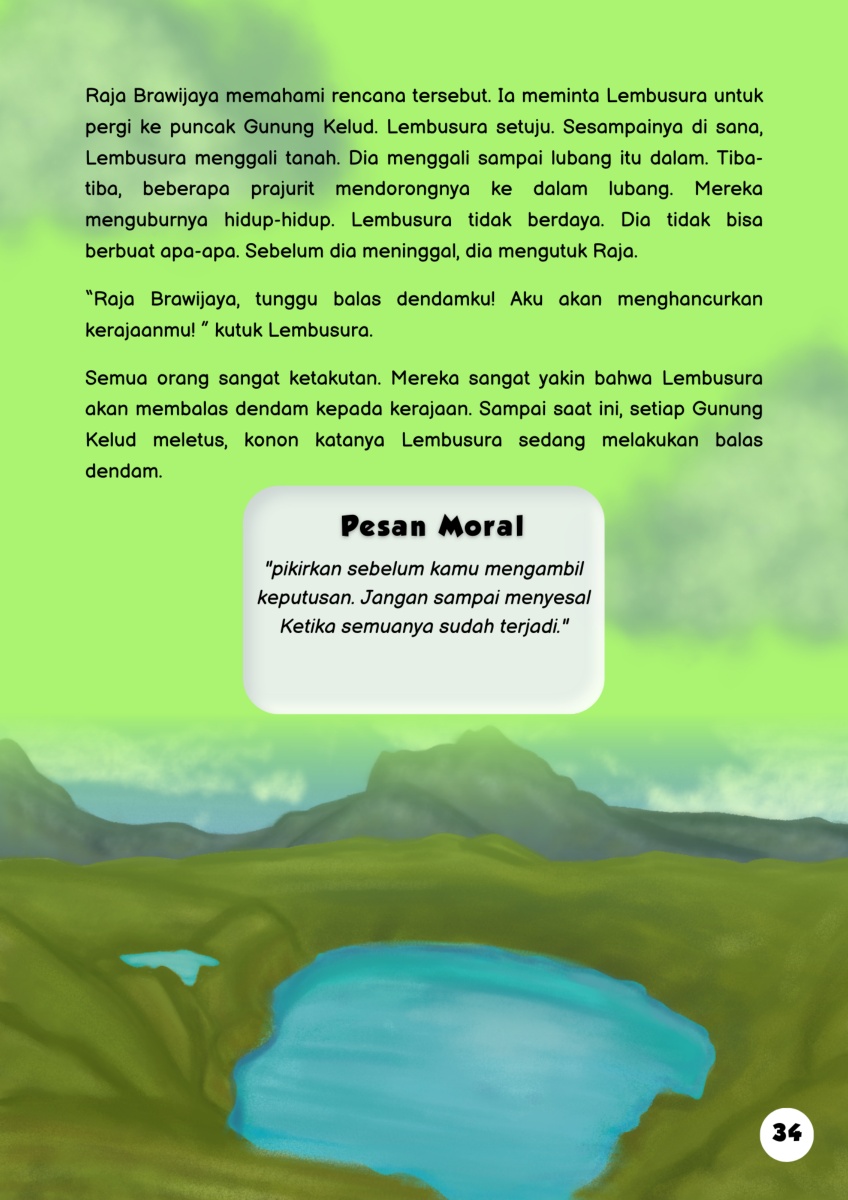 Raja Brawijaya memahami rencana tersebut. Ia meminta Lembusura untuk
pergi ke puncak Gunung Kelud. Lembusura setuju. Sesampainya di sana,
Lembusura menggali tanah. Dia menggali sampai lubang itu dalam. Tiba-
tiba, beberapa prajurit mendorongnya ke dalam lubang. Mereka
menguburnya hidup-hidup. Lembusura tidak berdaya. Dia tidak bisa
berbuat apa-apa. Sebelum dia meninggal, dia mengutuk Raja.
“Raja Brawijaya, tunggu balas dendamku! Aku akan menghancurkan
kerajaanmu! ” kutuk Lembusura.
Semua orang sangat ketakutan. Mereka sangat yakin bahwa Lembusura
akan membalas dendam kepada kerajaan. Sampai saat ini, setiap Gunung
Kelud meletus, konon katanya Lembusura sedang melakukan balas
dendam.
Pesan Moral
"pikirkan sebelum kamu mengambil
keputusan. Jangan sampai menyesal
Ketika semuanya sudah terjadi."
34